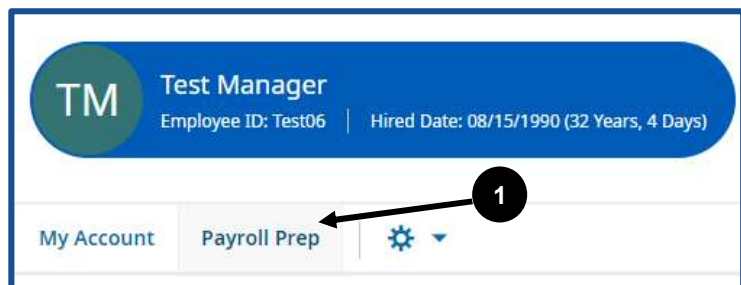 TM
Test Manager
Employee ID: Test06 | Hired Date: 08/15/1990 (32 Years, 4 Days)
1
My Account Payroll Prep